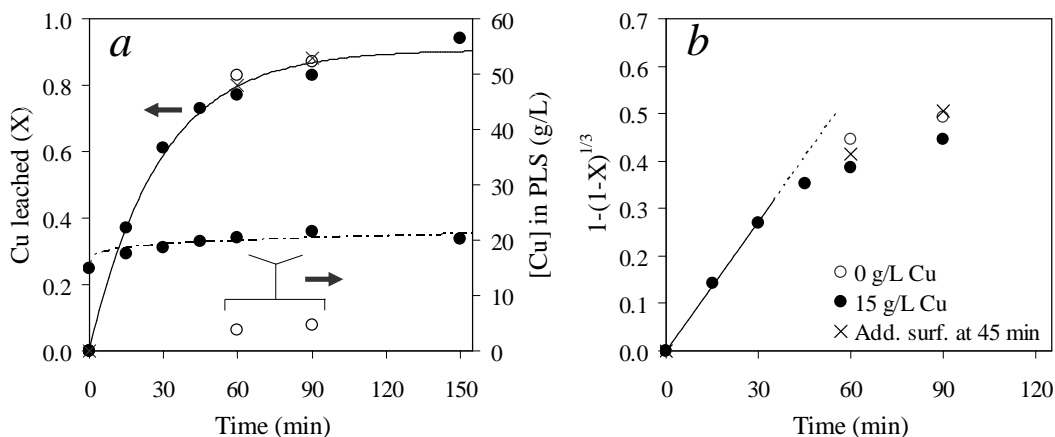 a
Cu leached (X)
1.0
0.8
0.6
0.4
0.2
0.0
60
50
40
30
20
10
0
[Cu] in PLS (g/L)
0 30 60 90 120 150
Time (min)
b
1-(1-X)^{1/3}
0.7
0.6
0.5
0.4
0.3
0.2
0.1
0.0
0 g/L Cu
15 g/L Cu
Add. surf. at 45 min
0 30 60 90 120
Time (min)